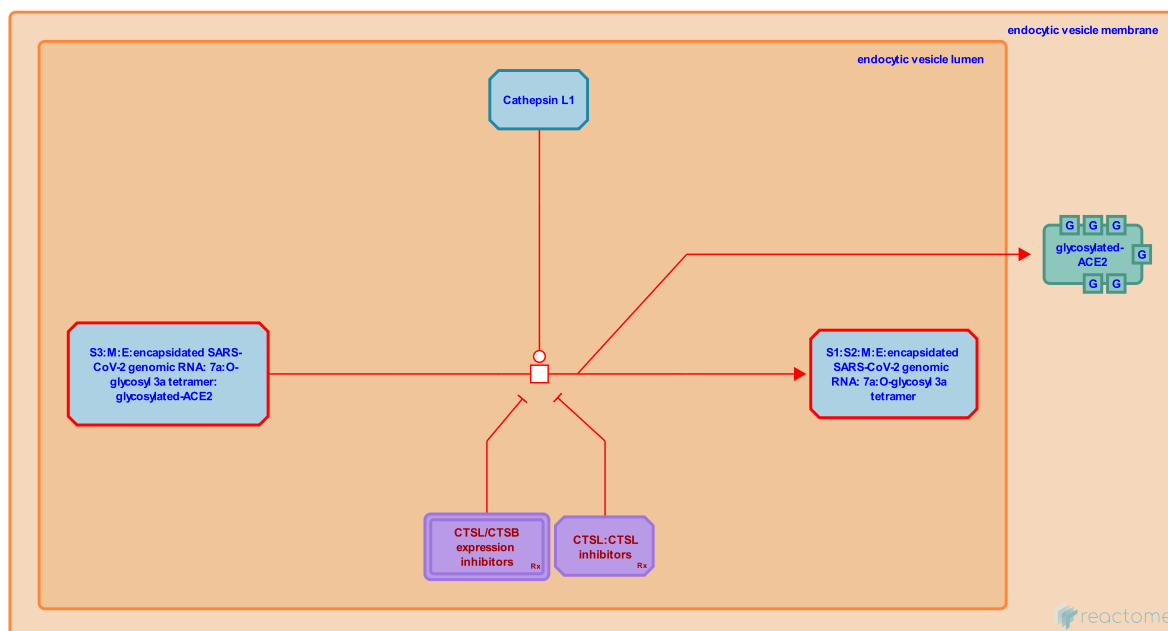 endocytic vesicle membrane
endocytic vesicle lumen
Cathepsin L1
G G G
glycosylated-
ACE2
G
G G
S3:M:E:encapsidated SARS-
CoV-2 genomic RNA: 7a:O-
glycosyl 3a tetramer:
glycosylated-ACE2
S1:S2:M:E:encapsidated
SARS-CoV-2 genomic
RNA: 7a:O-glycosyl 3a
tetramer
CTSL/CTSB
expression
inhibitors
Rx
CTSL:CTSL
inhibitors
Rx
reactome